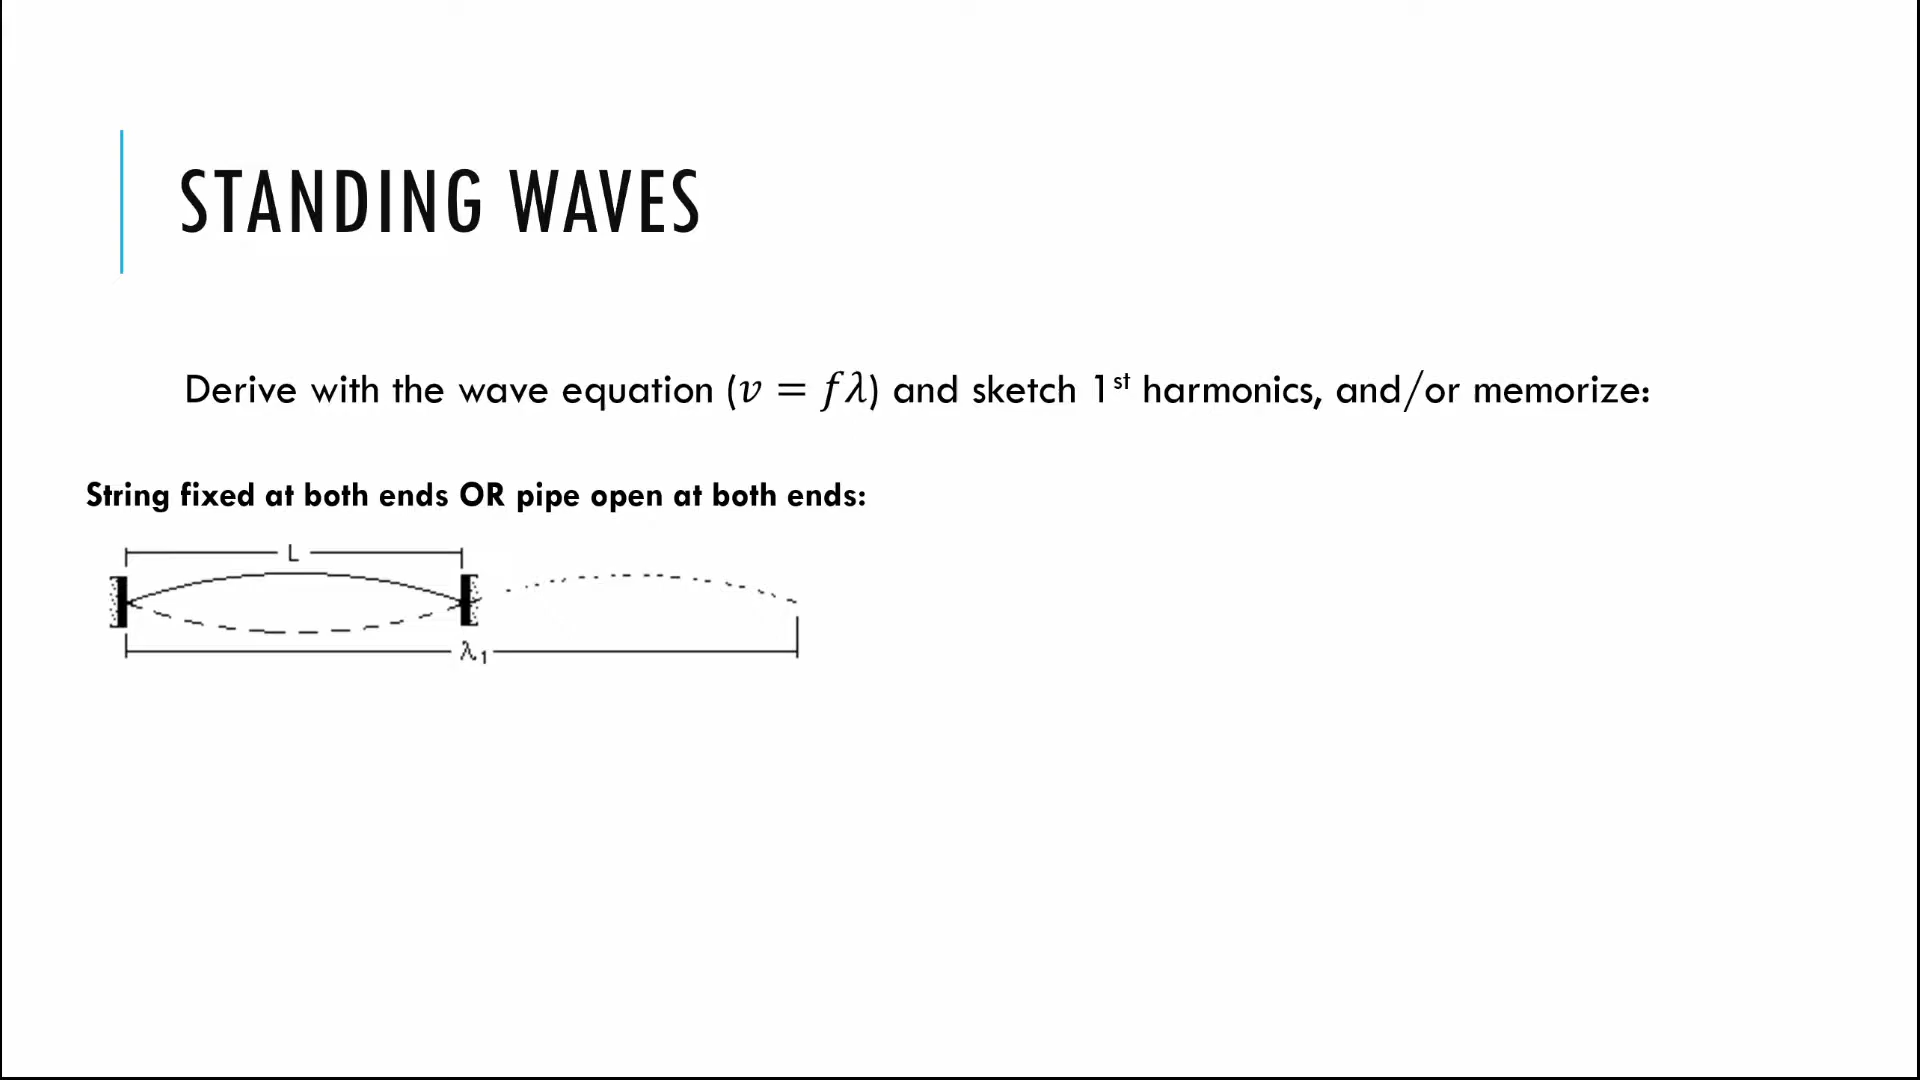 STANDING WAVES
Derive with the wave equation (𝑣 = 𝑓𝜆) and sketch 1ˢᵗ harmonics, and/or memorize:
String fixed at both ends OR pipe open at both ends:
L
λ₁